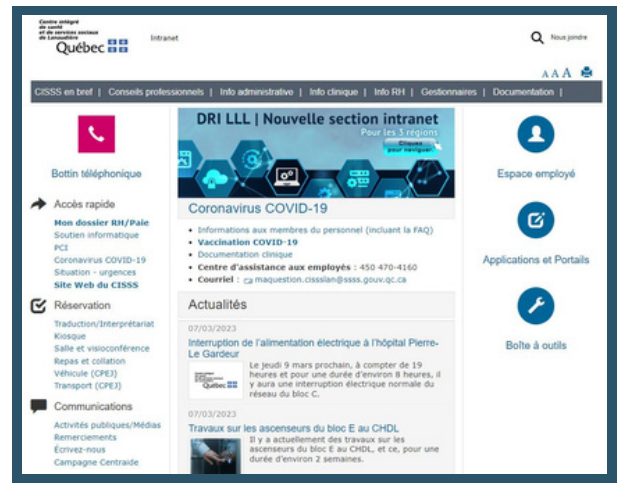 Centre intégré
de santé
et de services sociaux
de Lanaudière
Québec
Intranet
Nous joindre
A A A
CISSS en bref | Conseils professionnels | Info administrative | Info clinique | Info RH | Gestionnaires | Documentation |
Bottin téléphonique
Accès rapide
Mon dossier RH/Paie
Soutien informatique
PCI
Coronavirus COVID-19
Situation - urgences
Site Web du CISSS
Réservation
Traduction/Interprétariat
Kiosque
Salle et visioconférence
Repas et collation
Véhicule (CPEJ)
Transport (CPEJ)
Communications
Activités publiques/Médias
Remerciements
Écrivez-nous
Campagne Centraide
DRI LLL | Nouvelle section intranet
Pour les 3 régions
Cliquez
pour naviguer.
Coronavirus COVID-19
• Informations aux membres du personnel (incluant la FAQ)
• Vaccination COVID-19
• Documentation clinique
• Centre d'assistance aux employés : 450 470-4160
• Courriel : maquestion.cissslan@ssss.gouv.qc.ca
Actualités
07/03/2023
Interruption de l'alimentation électrique à l'hôpital Pierre-
Le Gardeur
Québec
Le jeudi 9 mars prochain, à compter de 19
heures et pour une durée d'environ 8 heures, il
y aura une interruption électrique normale du
réseau du bloc C.
07/03/2023
Travaux sur les ascenseurs du bloc E au CHDL
Il y a actuellement des travaux sur les
ascenseurs du bloc E au CHDL, et ce, pour une
durée d'environ 2 semaines.
Espace employé
Applications et Portails
Boîte à outils